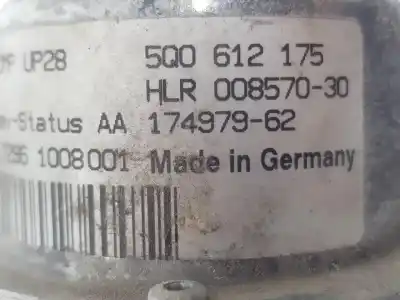 UP28 5Q0 612 175
HLR 008570-30
-Status AA 174979-62
1008001 Made in Germany